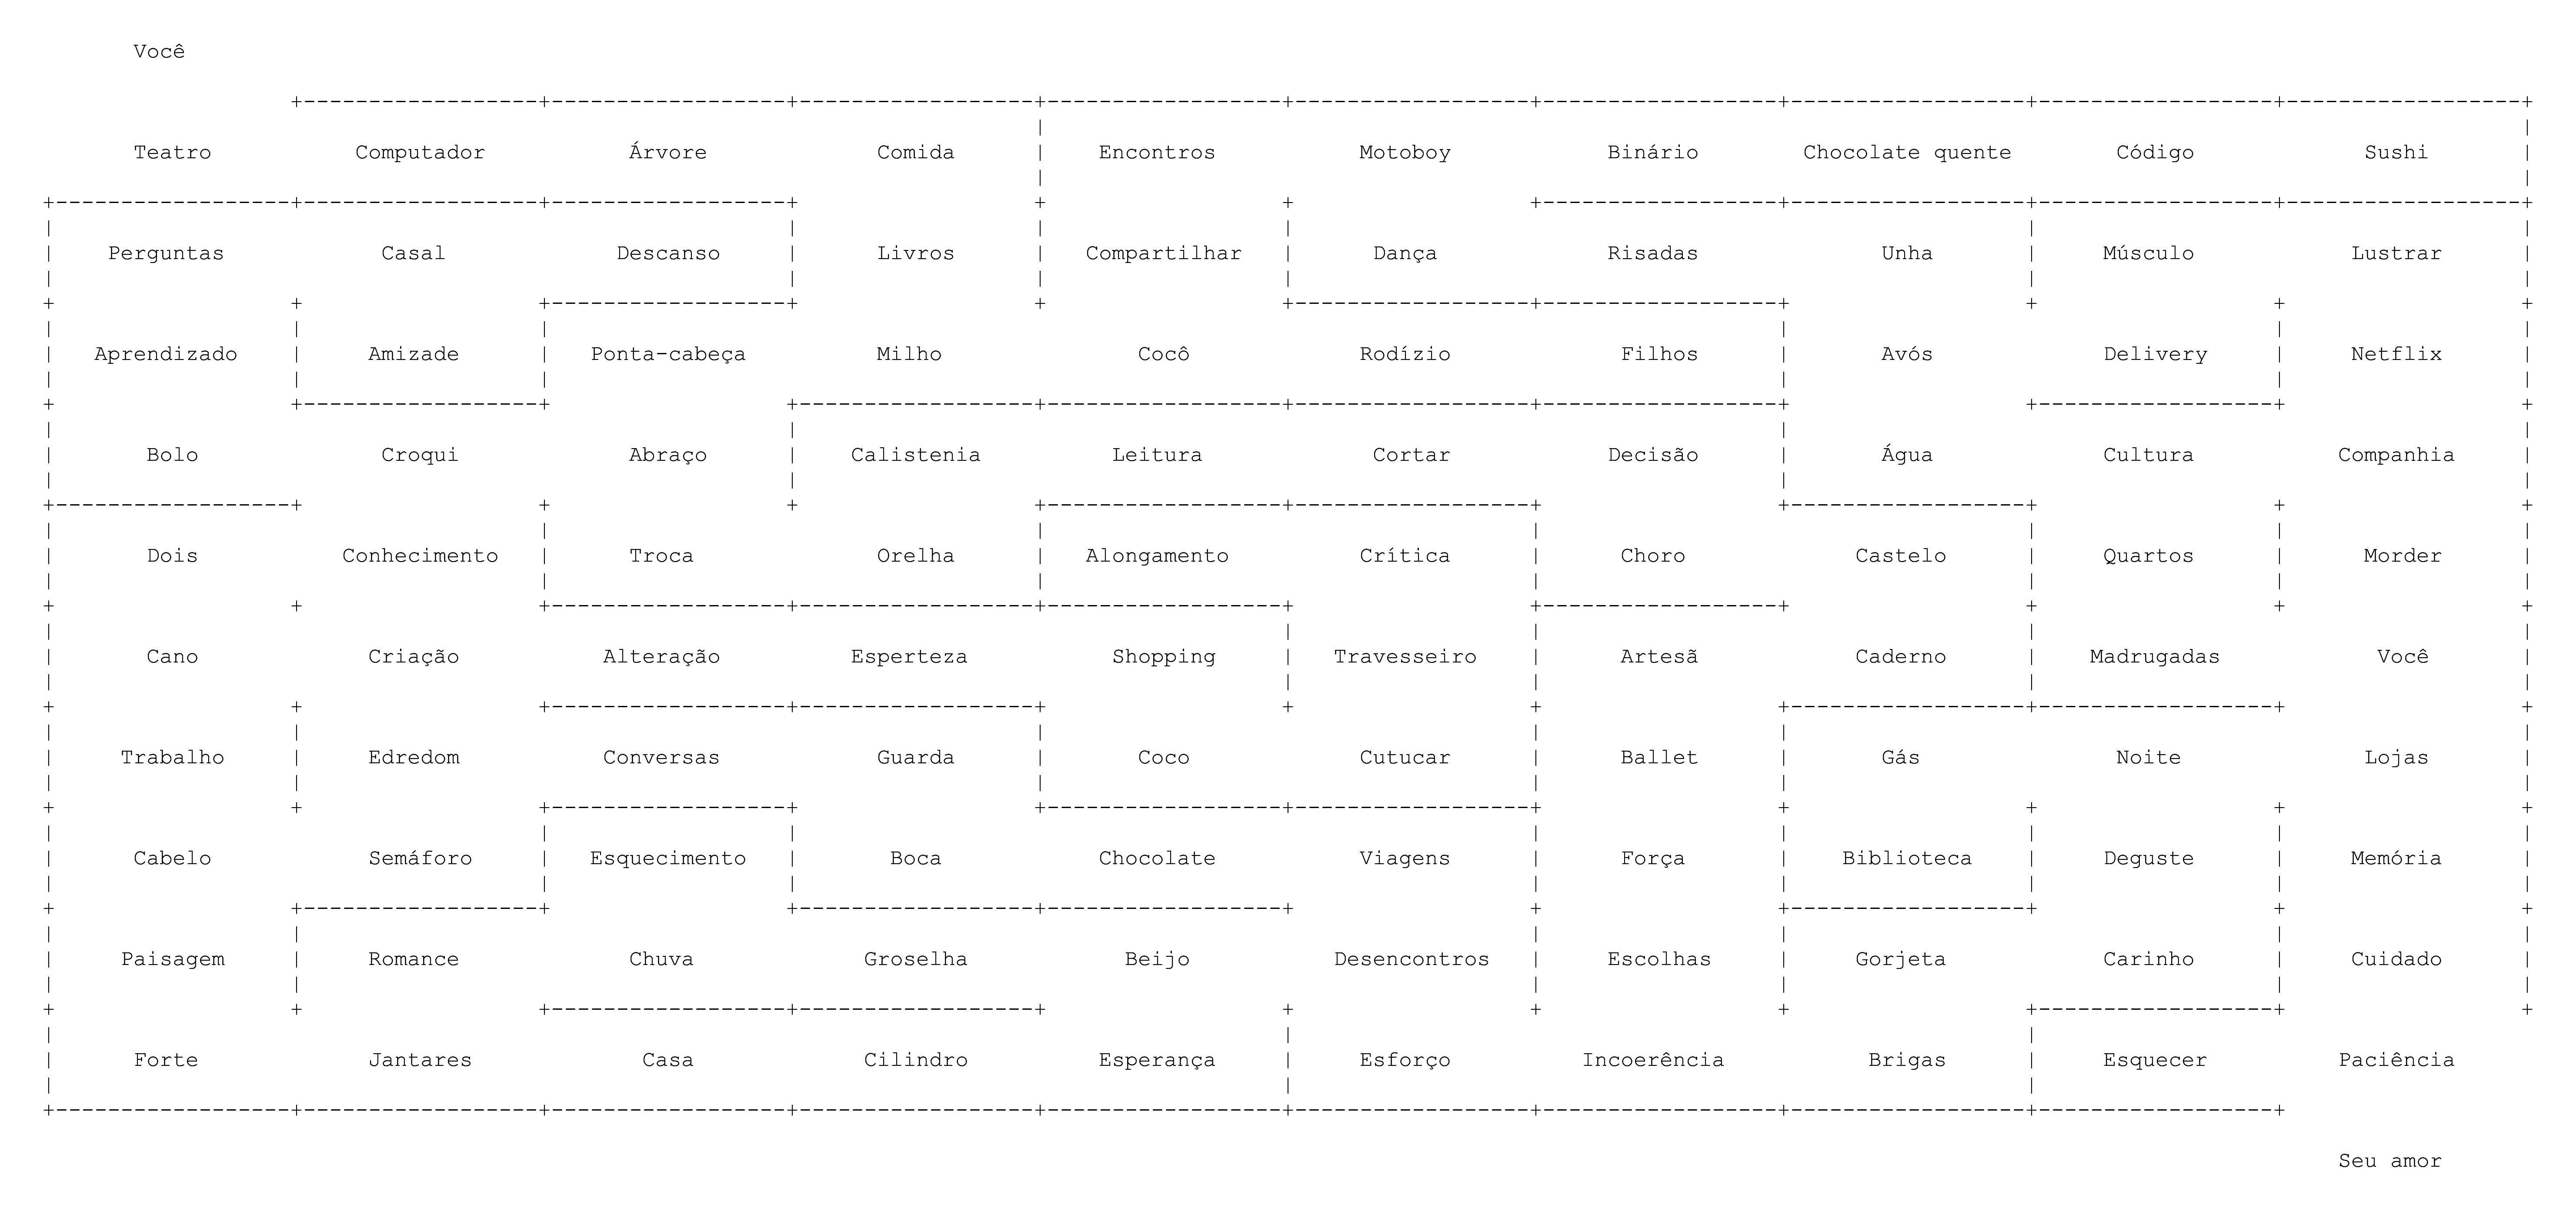 Você
Teatro Computador Árvore Comida Encontros Motoboy Binário Chocolate quente Código Sushi
Perguntas Casal Descanso Livros Compartilhar Dança Risadas Unha Músculo Lustrar
Aprendizado Amizade Ponta-cabeça Milho Cocô Rodízio Filhos Avós Delivery Netflix
Bolo Croqui Abraço Calistenia Leitura Cortar Decisão Água Cultura Companhia
Dois Conhecimento Troca Orelha Alongamento Crítica Choro Castelo Quartos Morder
Cano Criação Alteração Esperteza Shopping Travesseiro Artesã Caderno Madrugadas Você
Trabalho Edredom Conversas Guarda Coco Cutucar Ballet Gás Noite Lojas
Cabelo Semáforo Esquecimento Boca Chocolate Viagens Força Biblioteca Deguste Memória
Paisagem Romance Chuva Groselha Beijo Desencontros Escolhas Gorjeta Carinho Cuidado
Forte Jantares Casa Cilindro Esperança Esforço Incoerência Brigas Esquecer Paciência
Seu amor